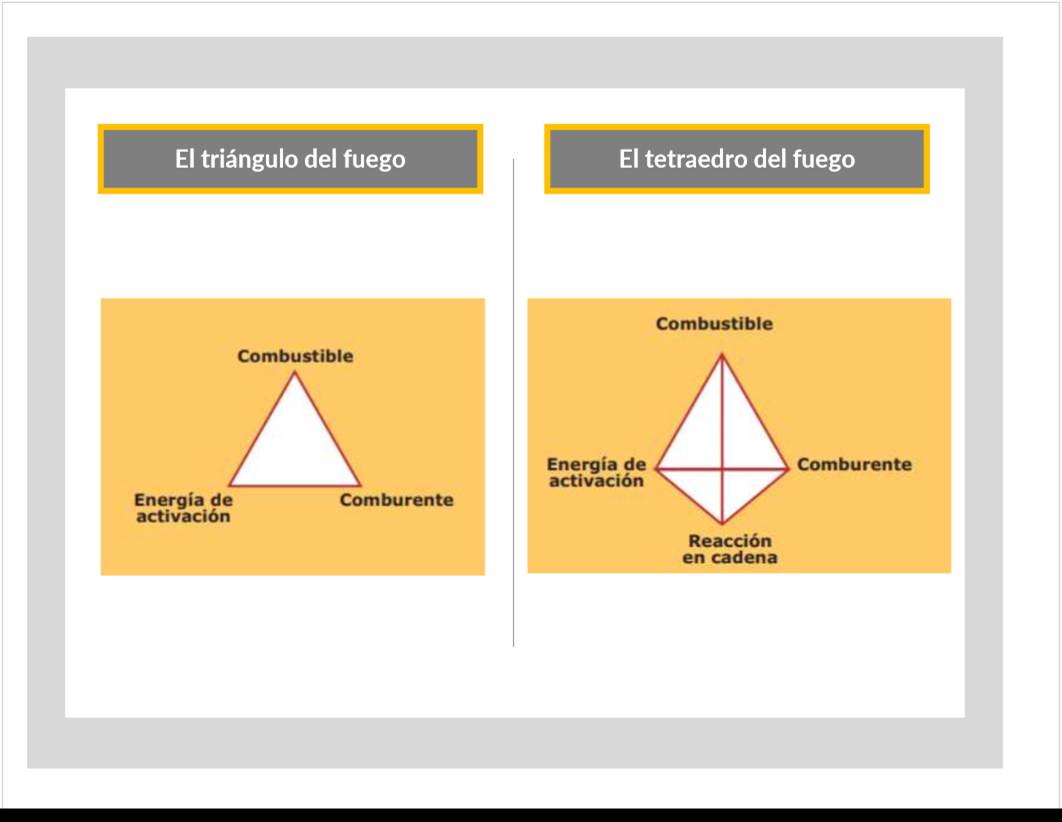 El triángulo del fuego
Combustible
Energía de
activación
Comburente
El tetraedro del fuego
Combustible
Energía de
activación
Comburente
Reacción
en cadena